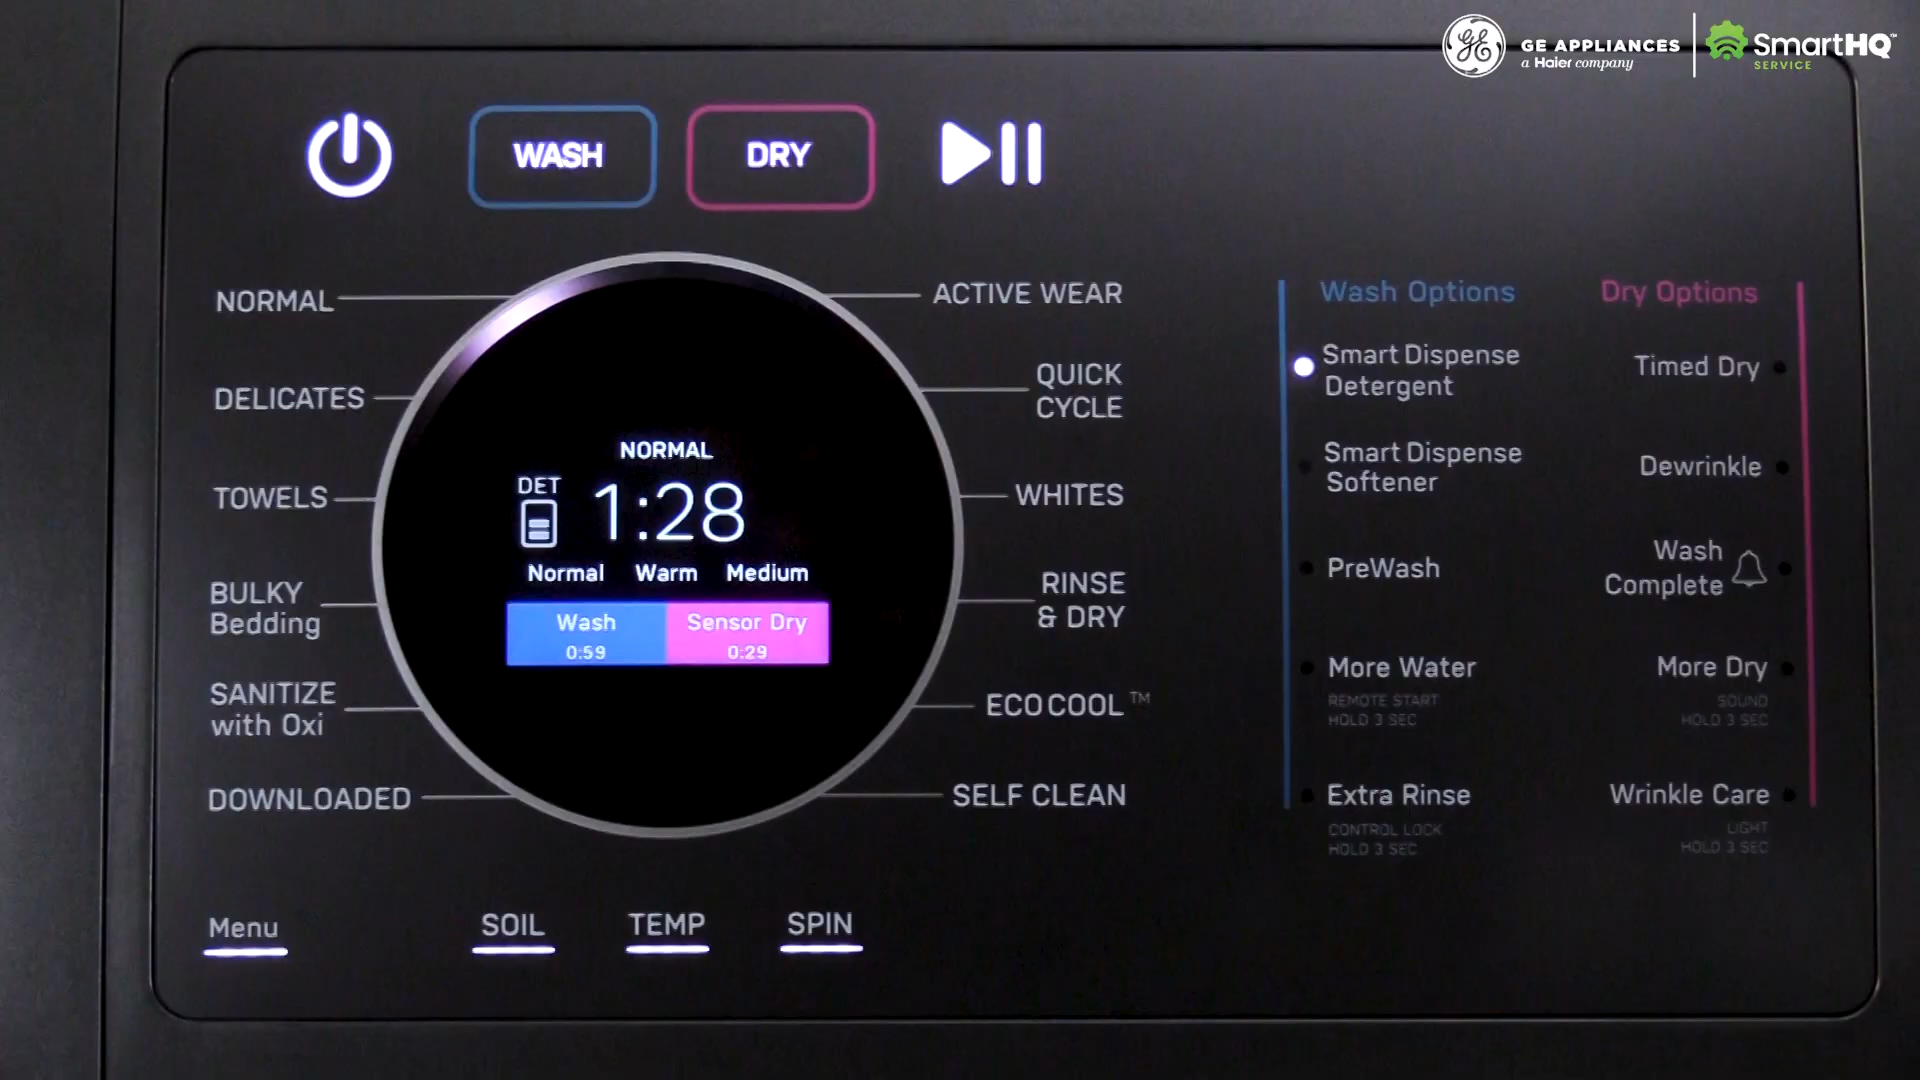 GE APPLIANCES
a Haier company
SmartHQ™
SERVICE
WASH
DRY
NORMAL
DELICATES
TOWELS
BULKY
Bedding
SANITIZE
with Oxi
DOWNLOADED
NORMAL
DET
1:28
Normal Warm Medium
Wash
0:59
Sensor Dry
0:29
ACTIVE WEAR
QUICK
CYCLE
WHITES
RINSE
& DRY
ECOCOOL™
SELF CLEAN
Menu
SOIL
TEMP
SPIN
Wash Options
Smart Dispense
Detergent
Smart Dispense
Softener
PreWash
More Water
REMOTE START
HOLD 3 SEC
Extra Rinse
CONTROL LOCK
HOLD 3 SEC
Dry Options
Timed Dry
Dewrinkle
Wash
Complete
More Dry
SOUND
HOLD 3 SEC
Wrinkle Care
LIGHT
HOLD 3 SEC